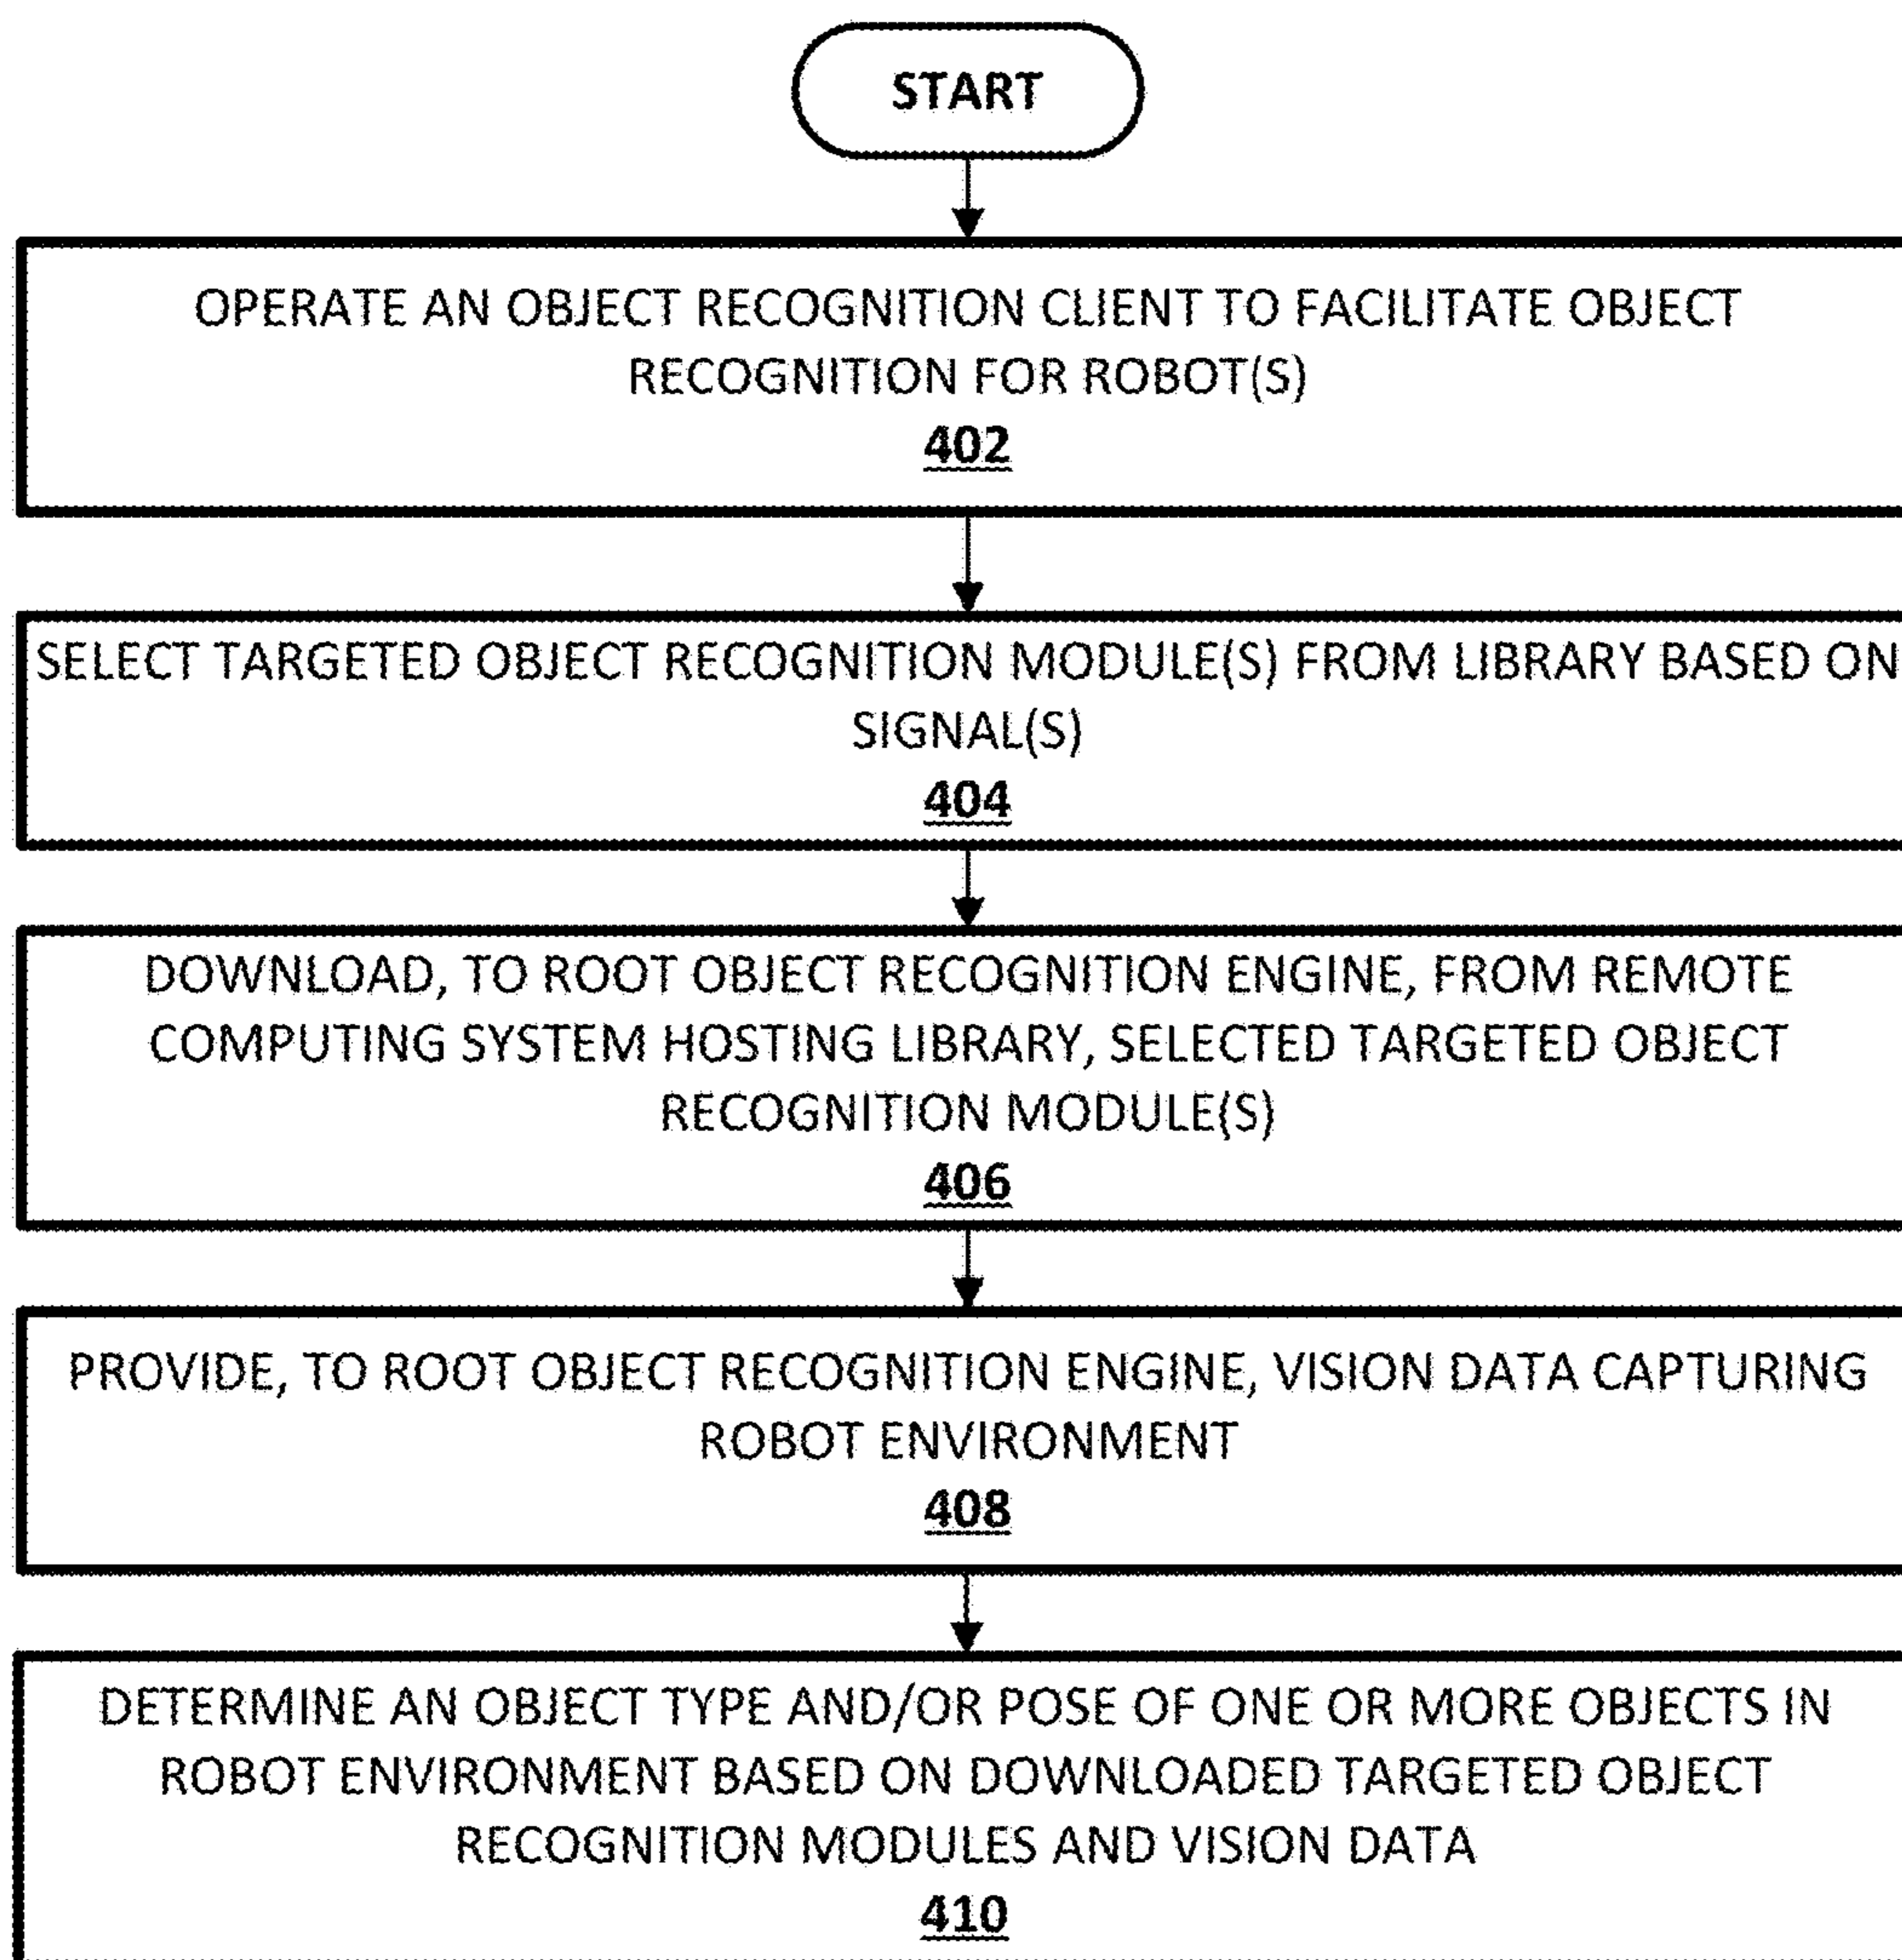 START
OPERATE AN OBJECT RECOGNITION CLIENT TO FACILITATE OBJECT
RECOGNITION FOR ROBOT(S)
402
SELECT TARGETED OBJECT RECOGNITION MODULE(S) FROM LIBRARY BASED ON
SIGNAL(S)
404
DOWNLOAD, TO ROOT OBJECT RECOGNITION ENGINE, FROM REMOTE
COMPUTING SYSTEM HOSTING LIBRARY, SELECTED TARGETED OBJECT
RECOGNITION MODULE(S)
406
PROVIDE, TO ROOT OBJECT RECOGNITION ENGINE, VISION DATA CAPTURING
ROBOT ENVIRONMENT
408
DETERMINE AN OBJECT TYPE AND/OR POSE OF ONE OR MORE OBJECTS IN
ROBOT ENVIRONMENT BASED ON DOWNLOADED TARGETED OBJECT
RECOGNITION MODULES AND VISION DATA
410